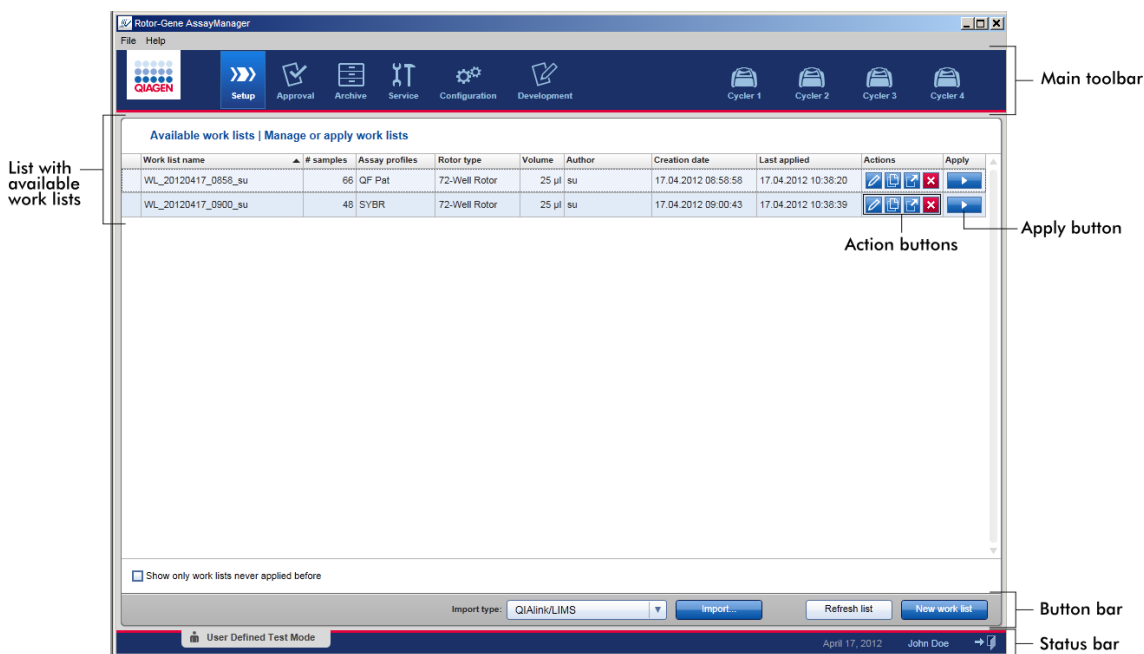 Rotor-Gene AssayManager
File Help
QIAGEN
Setup Approval Archive Service Configuration Development Cycler 1 Cycler 2 Cycler 3 Cycler 4
Main toolbar
Available work lists | Manage or apply work lists
List with
available
work lists
Work list name # samples Assay profiles Rotor type Volume Author Creation date Last applied Actions Apply
WL_20120417_0858_su 66 QF Pat 72-Well Rotor 25 µl su 17.04.2012 08:58:58 17.04.2012 10:38:20
WL_20120417_0900_su 48 SYBR 72-Well Rotor 25 µl su 17.04.2012 09:00:43 17.04.2012 10:38:39
Apply button
Action buttons
Show only work lists never applied before
Import type: QIAlink/LIMS Import... Refresh list New work list
Button bar
User Defined Test Mode April 17, 2012 John Doe
Status bar